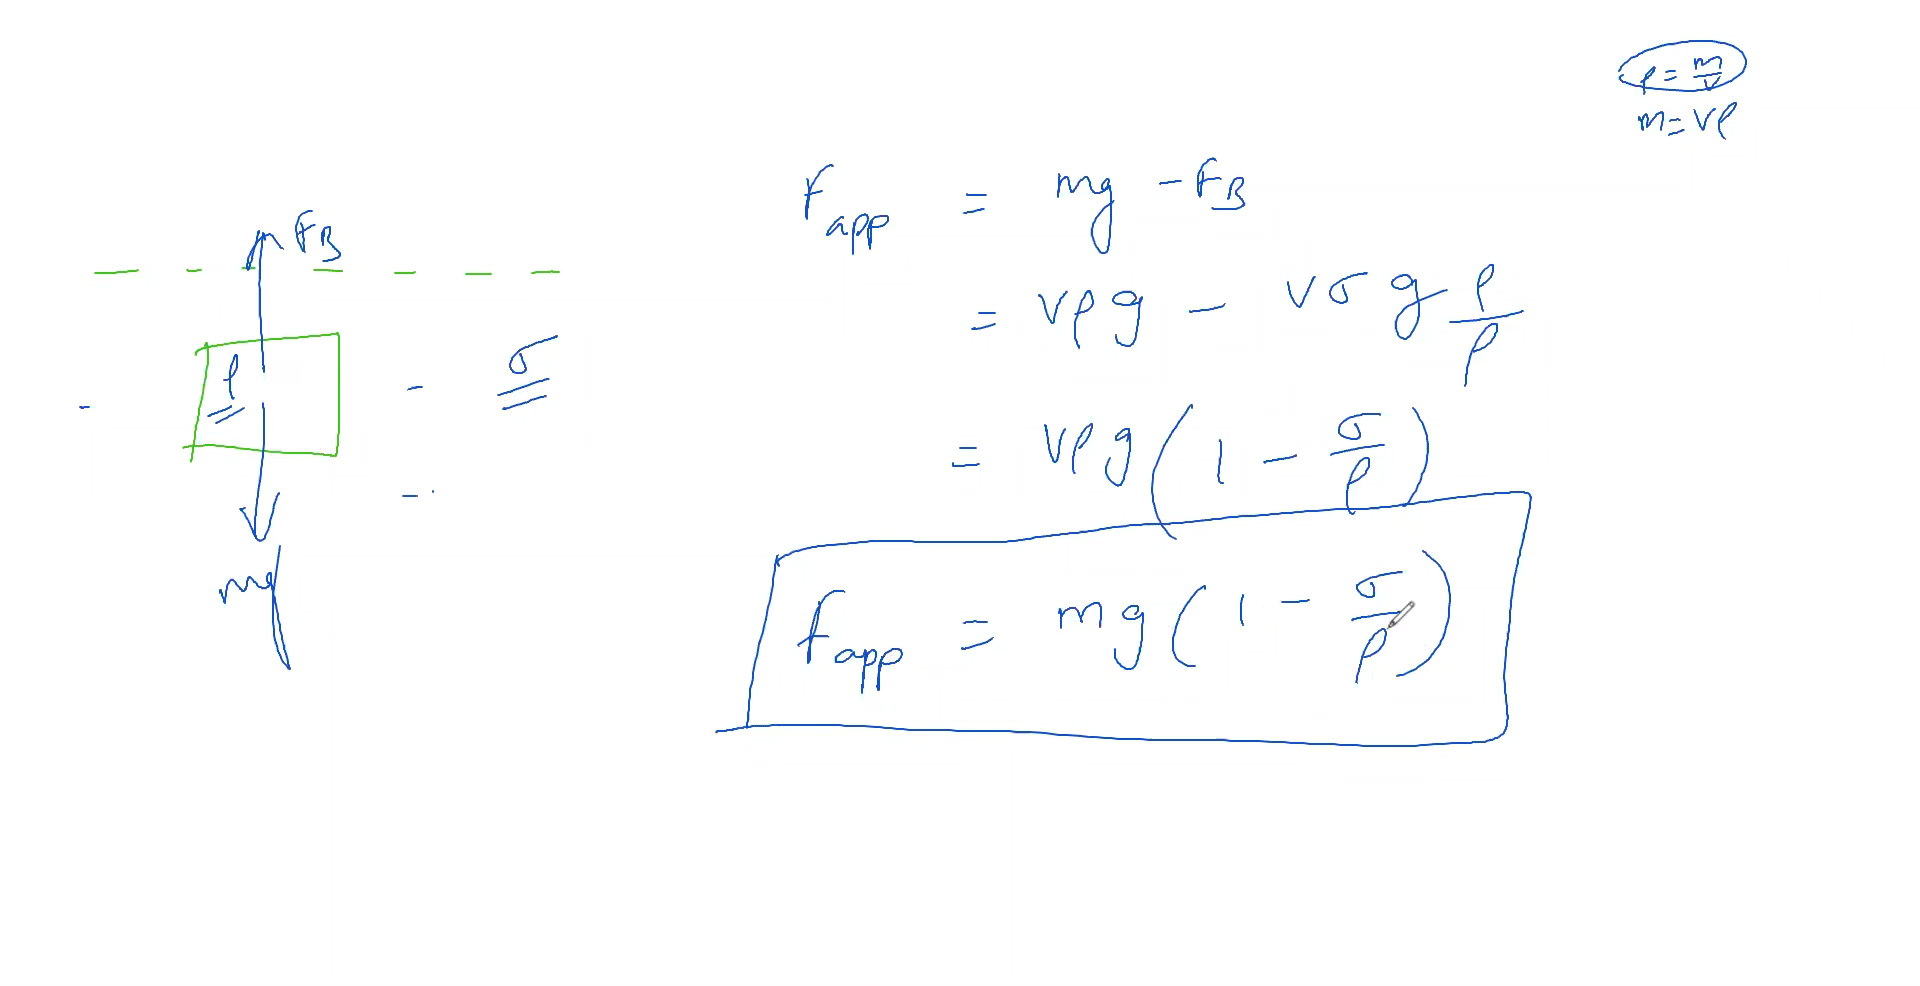 ρ = m/V
m = Vρ
F_B
ρ
σ
mg
F_app = mg - F_B
= Vρg - Vσg ρ/ρ
= Vρg (1 - σ/ρ)
F_app = mg (1 - σ/ρ)